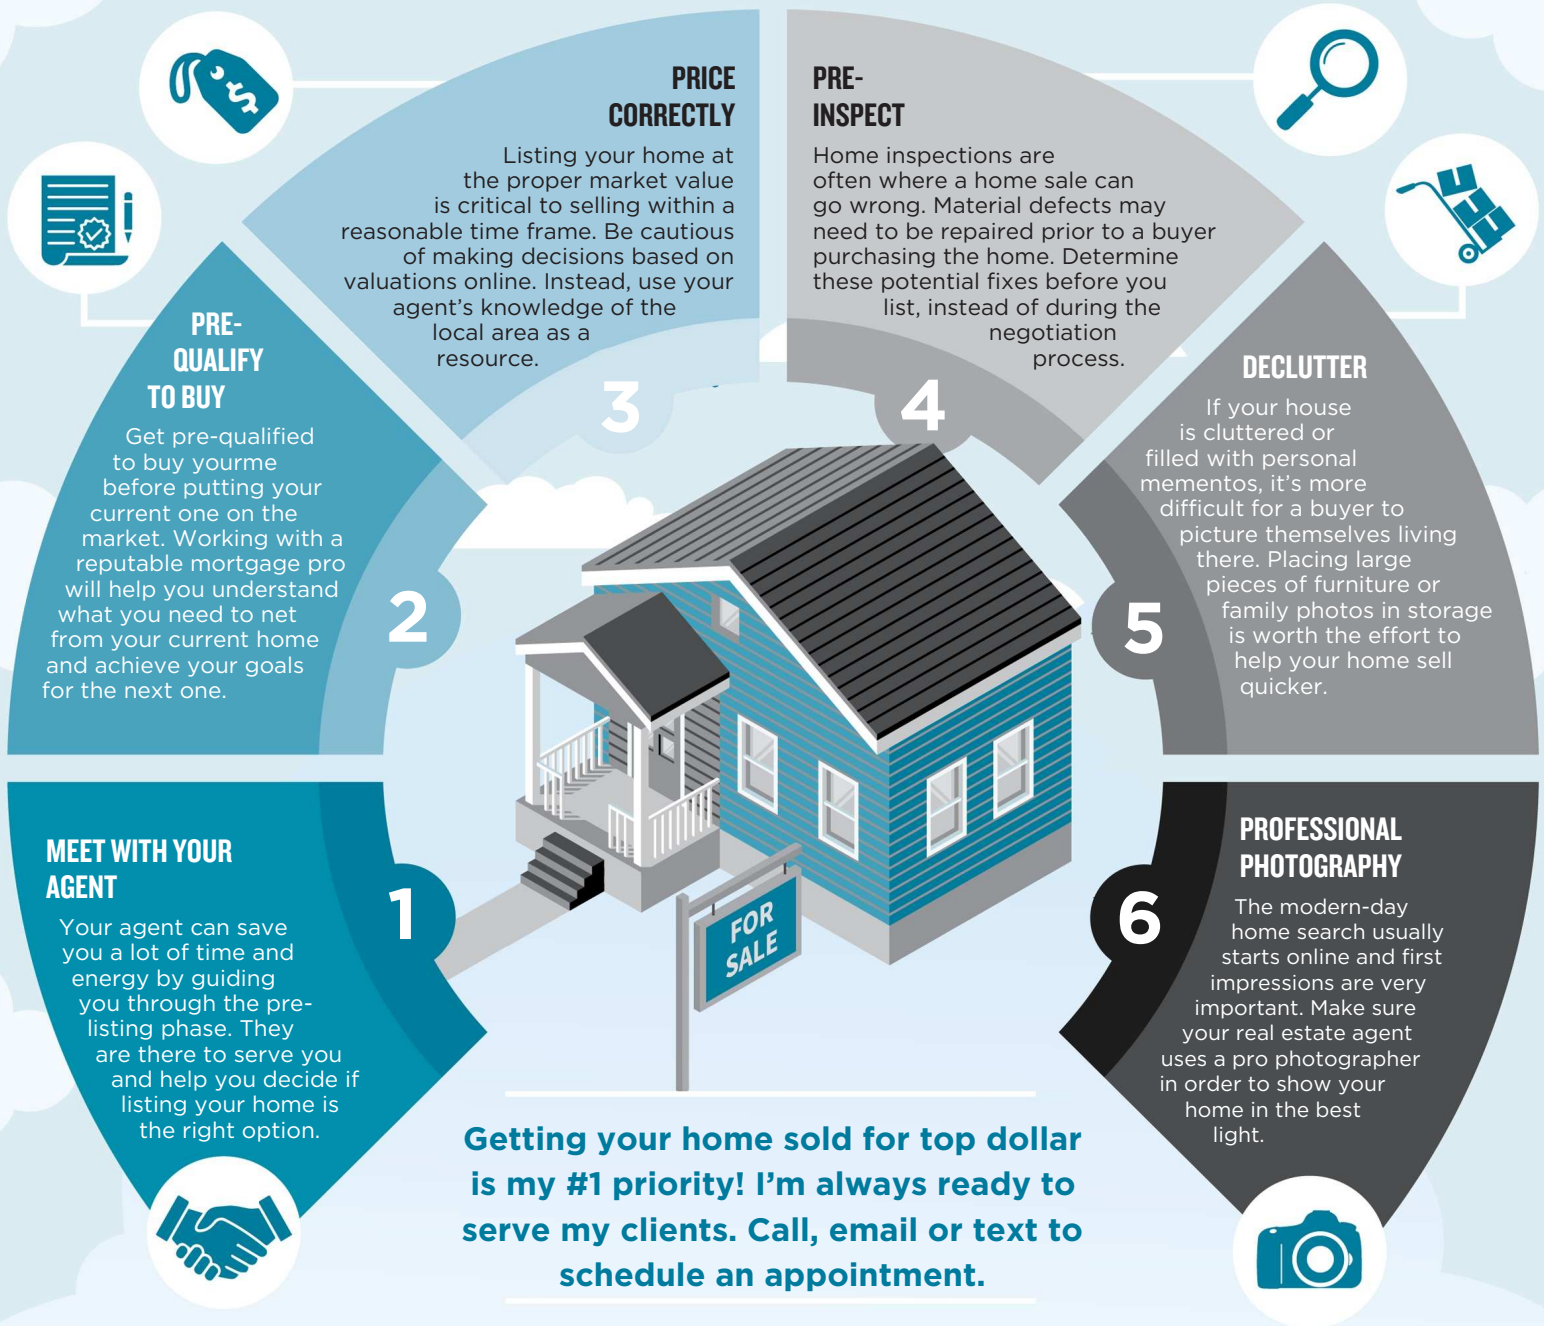 MEET WITH YOUR
AGENT
Your agent can save
you a lot of time and
energy by guiding
you through the pre-
listing phase. They
are there to serve you
and help you decide if
listing your home is
the right option.
1
PRE-
QUALIFY
TO BUY
Get pre-qualified
to buy yourme
before putting your
current one on the
market. Working with a
reputable mortgage pro
will help you understand
what you need to net
from your current home
and achieve your goals
for the next one.
2
PRICE
CORRECTLY
Listing your home at
the proper market value
is critical to selling within a
reasonable time frame. Be cautious
of making decisions based on
valuations online. Instead, use your
agent's knowledge of the
local area as a
resource.
3
PRE-
INSPECT
Home inspections are
often where a home sale can
go wrong. Material defects may
need to be repaired prior to a buyer
purchasing the home. Determine
these potential fixes before you
list, instead of during the
negotiation
process.
4
DECLUTTER
If your house
is cluttered or
filled with personal
mementos, it's more
difficult for a buyer to
picture themselves living
there. Placing large
pieces of furniture or
family photos in storage
is worth the effort to
help your home sell
quicker.
5
PROFESSIONAL
PHOTOGRAPHY
The modern-day
home search usually
starts online and first
impressions are very
important. Make sure
your real estate agent
uses a pro photographer
in order to show your
home in the best
light.
6
FOR
SALE
$
Getting your home sold for top dollar
is my #1 priority! I'm always ready to
serve my clients. Call, email or text to
schedule an appointment.